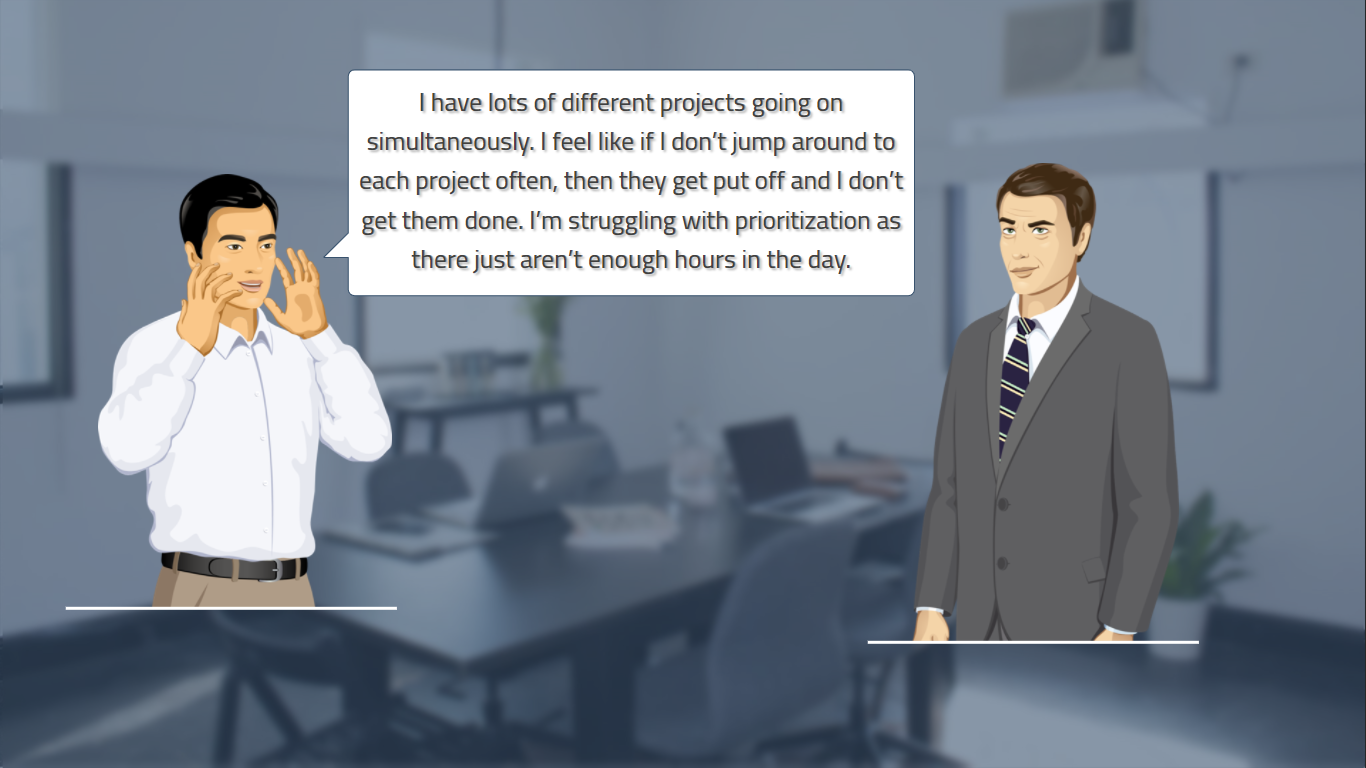 I have lots of different projects going on
simultaneously. I feel like if I don’t jump around to
each project often, then they get put off and I don’t
get them done. I’m struggling with prioritization as
there just aren’t enough hours in the day.